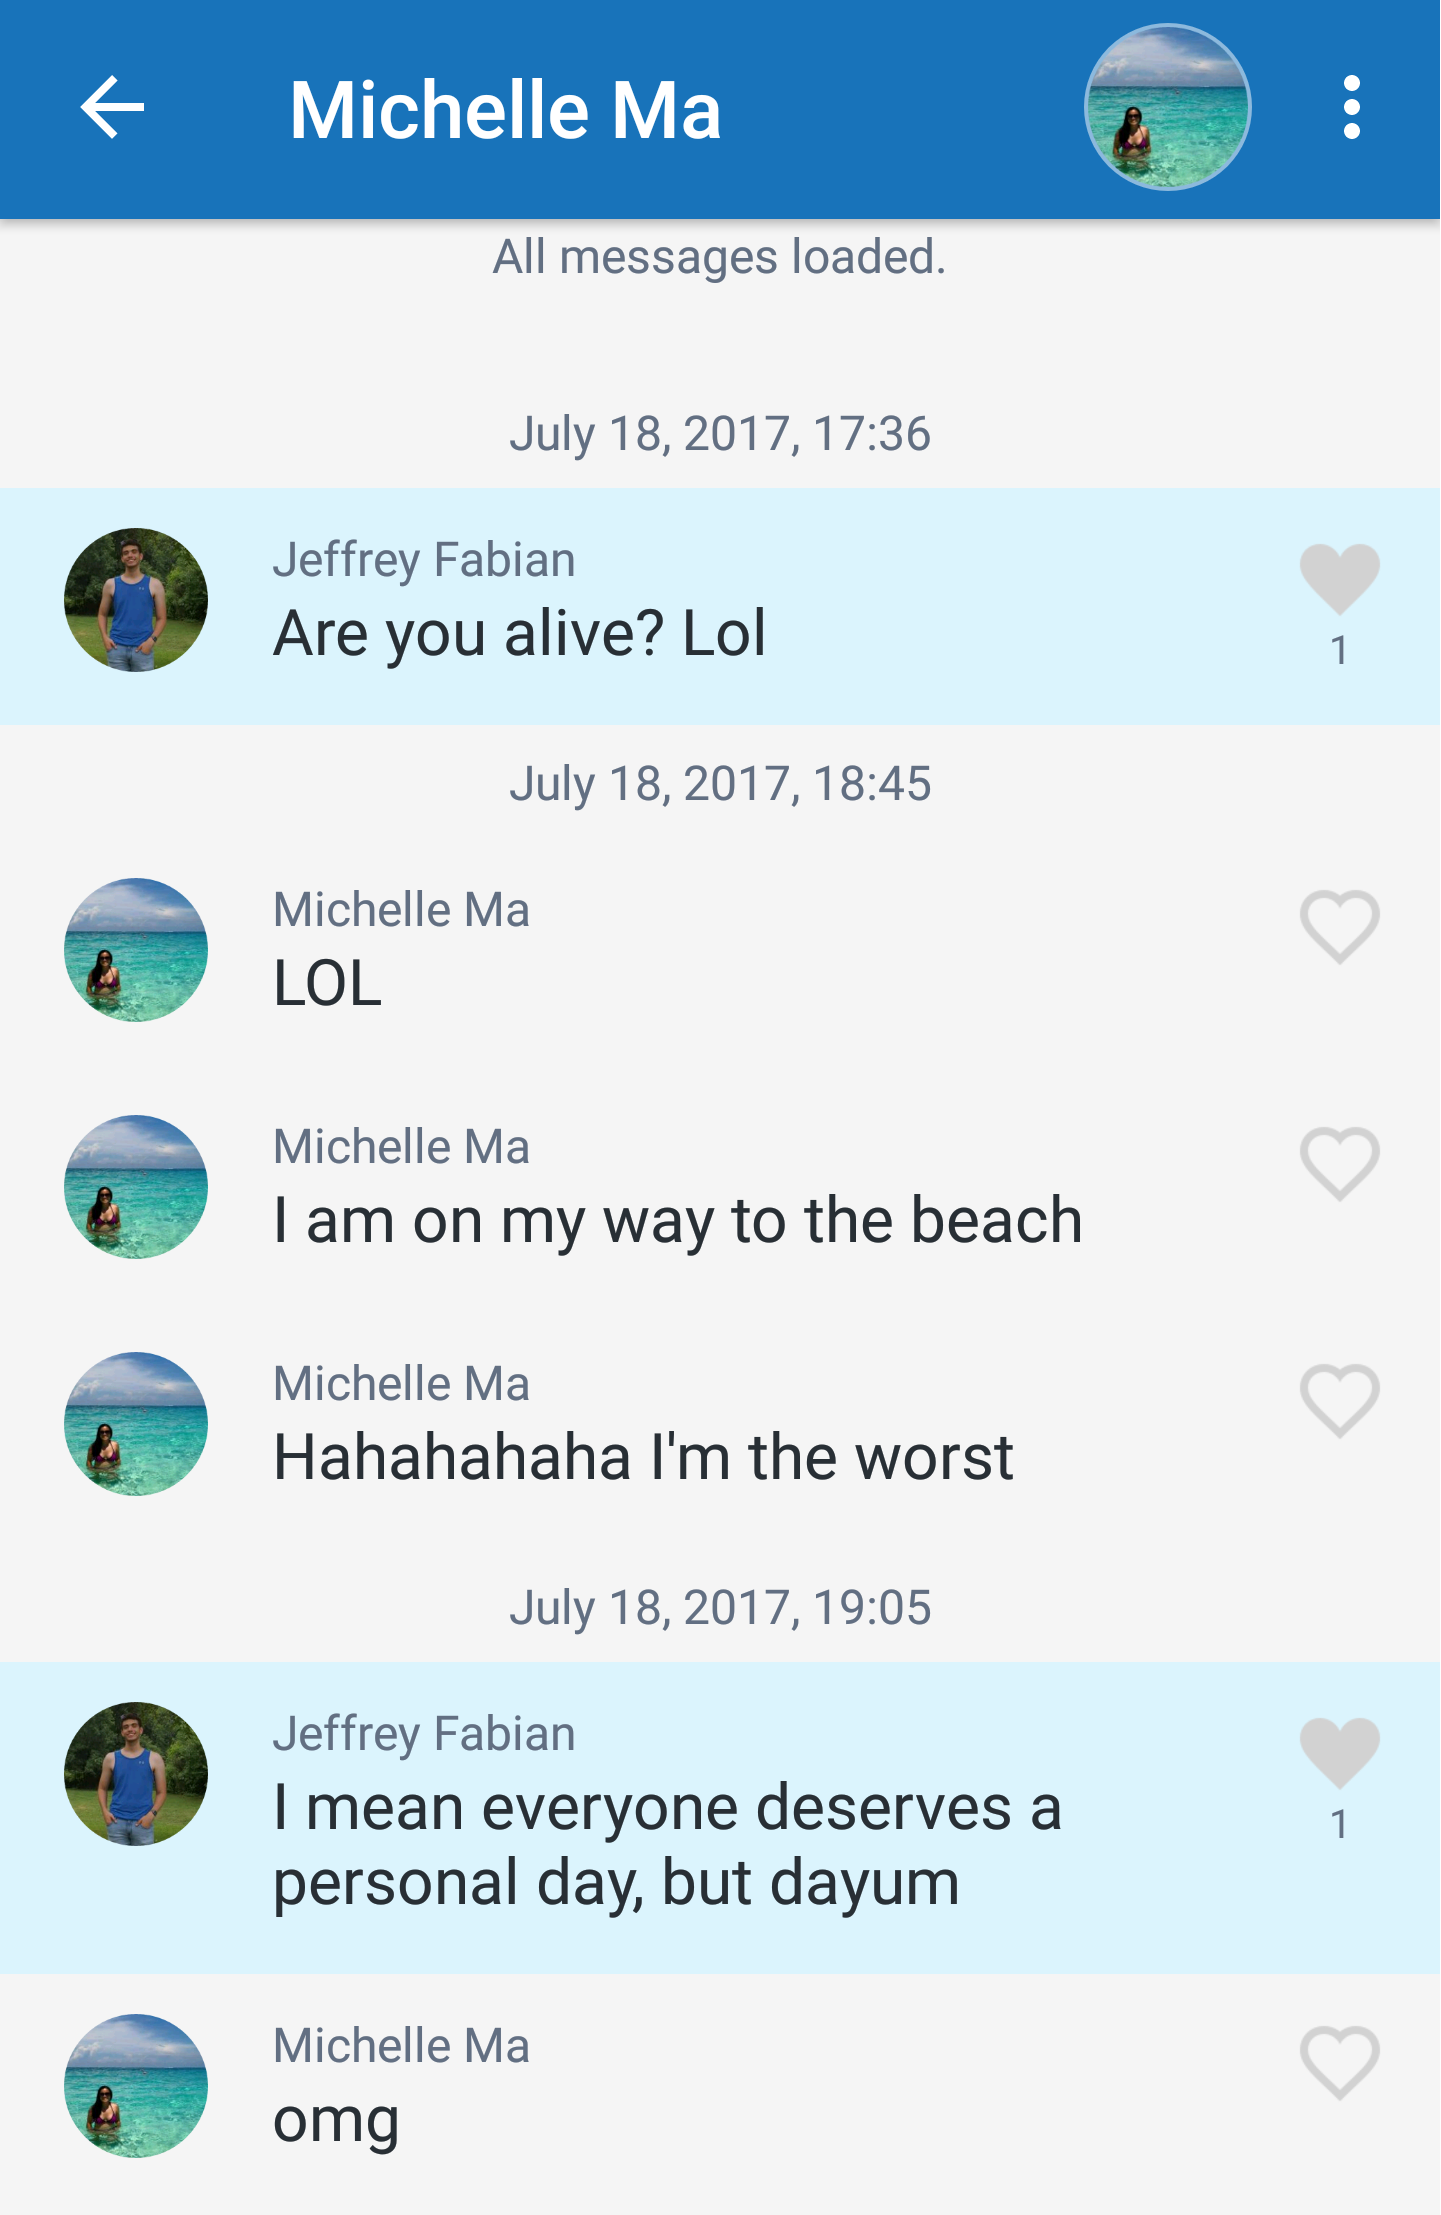 Michelle Ma
All messages loaded.
July 18, 2017, 17:36
Jeffrey Fabian
Are you alive? Lol
1
July 18, 2017, 18:45
Michelle Ma
LOL
Michelle Ma
I am on my way to the beach
Michelle Ma
Hahahahaha I'm the worst
July 18, 2017, 19:05
Jeffrey Fabian
I mean everyone deserves a
personal day, but dayum
1
Michelle Ma
omg